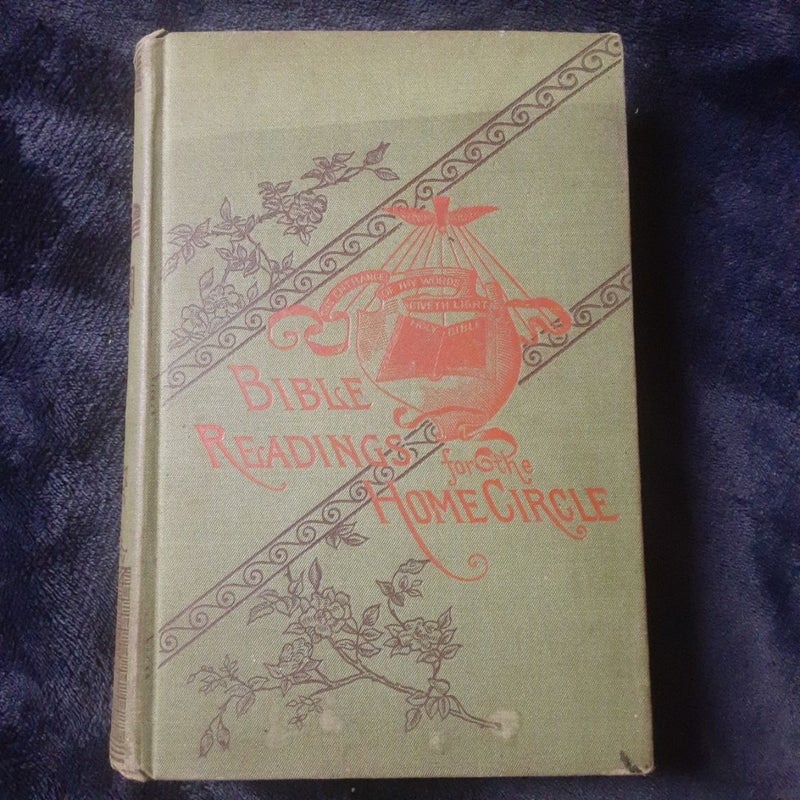 THE ENTRANCE OF THY WORDS
GIVETH LIGHT
HOLY BIBLE
BIBLE
READINGS
for the
HOME CIRCLE